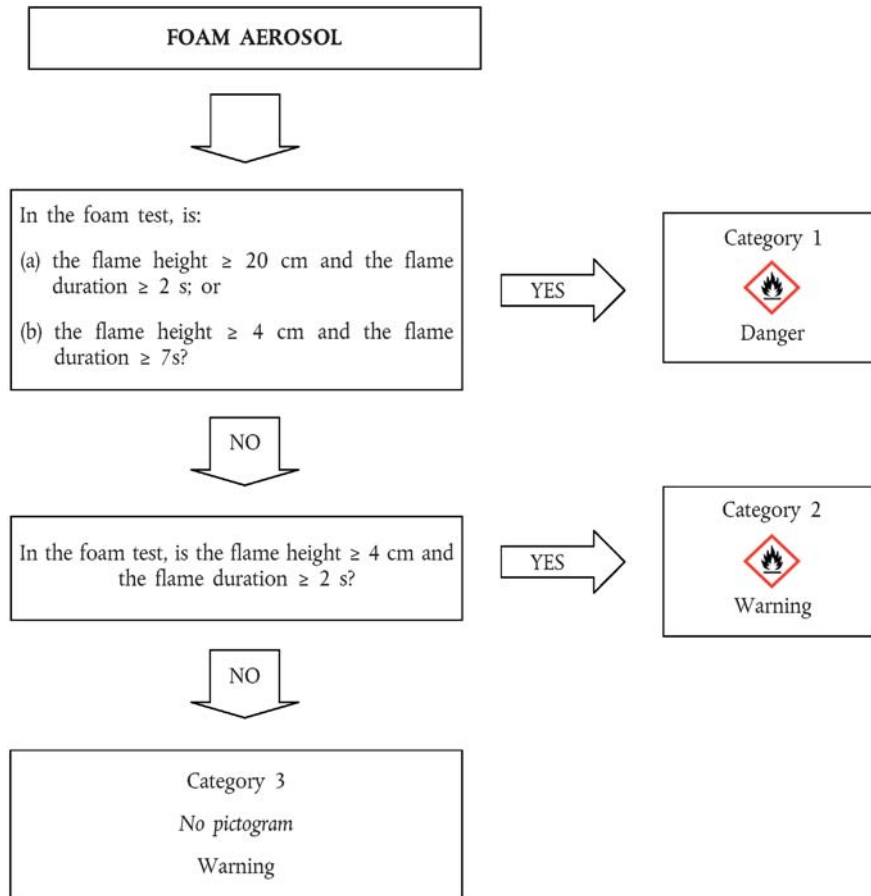 FOAM AEROSOL
In the foam test, is:
(a) the flame height ≥ 20 cm and the flame
duration ≥ 2 s; or
(b) the flame height ≥ 4 cm and the flame
duration ≥ 7s?
YES
Category 1
Danger
NO
In the foam test, is the flame height ≥ 4 cm and
the flame duration ≥ 2 s?
YES
Category 2
Warning
NO
Category 3
No pictogram
Warning